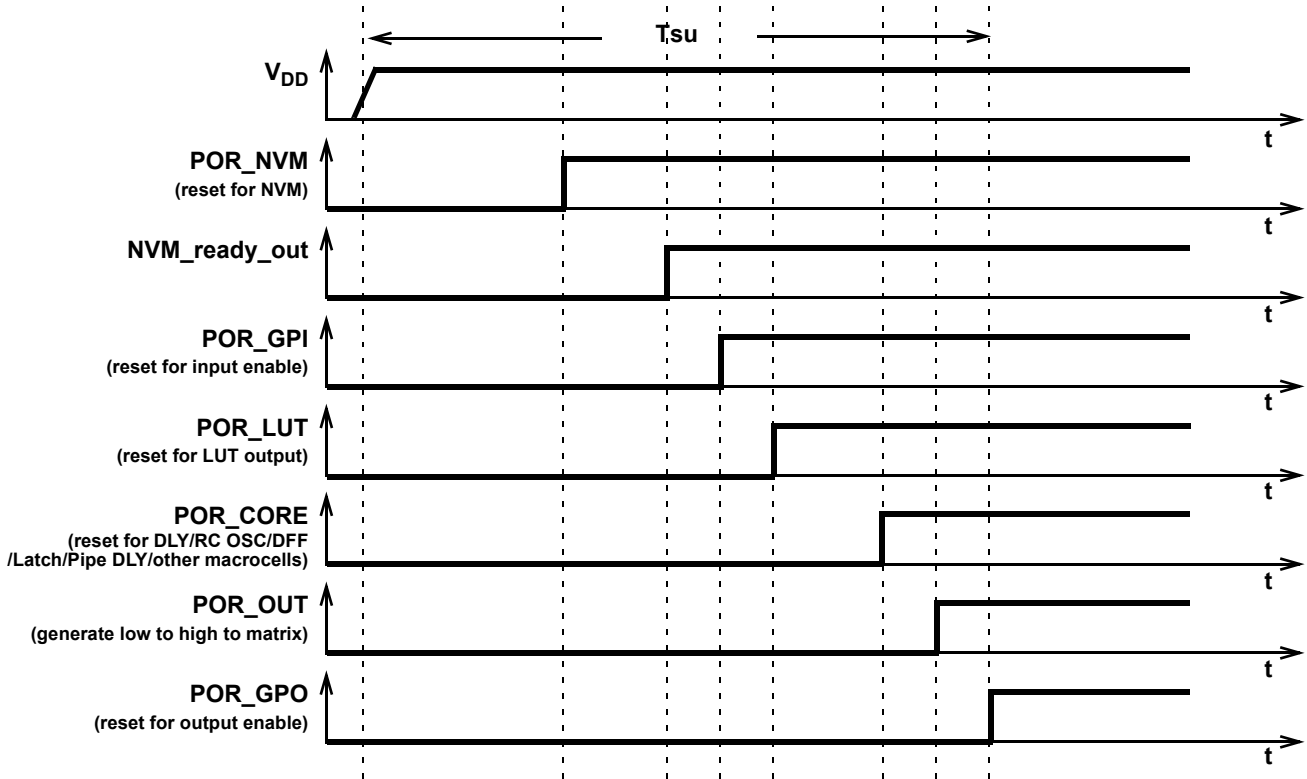 Tsu
VDD
t
POR_NVM
(reset for NVM)
t
NVM_ready_out
t
POR_GPI
(reset for input enable)
t
POR_LUT
(reset for LUT output)
t
POR_CORE
(reset for DLY/RC OSC/DFF
/Latch/Pipe DLY/other macrocells)
t
POR_OUT
(generate low to high to matrix)
t
POR_GPO
(reset for output enable)
t